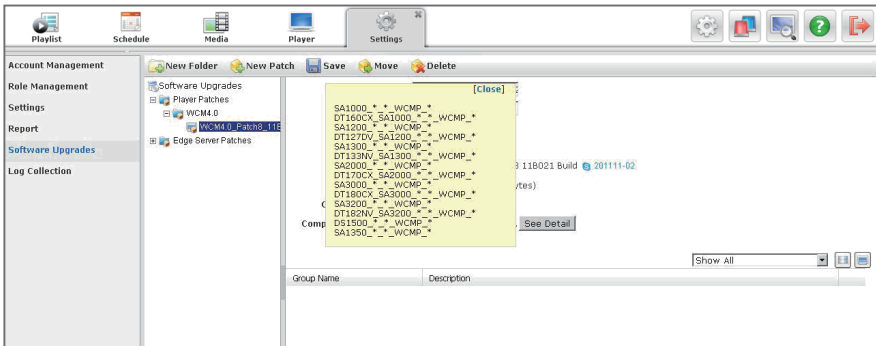 Playlist Schedule Media Player Settings
Account Management
Role Management
Settings
Report
Software Upgrades
Log Collection
New Folder New Patch Save Move Delete
Software Upgrades
Player Patches
WCM4.0
WCM4.0_Patch8_11B
Edge Server Patches
[Close]
SA1000_*_*_WCMP_*
DT160CX_SA1000_*_*_WCMP_*
SA1200_*_*_WCMP_*
DT127DV_SA1200_*_*_WCMP_*
SA1300_*_*_WCMP_*
DT133NV_SA1300_*_*_WCMP_*
SA2000_*_*_WCMP_*
DT170CX_SA2000_*_*_WCMP_*
SA3000_*_*_WCMP_*
DT180CX_SA3000_*_*_WCMP_*
SA3200_*_*_WCMP_*
DT182NV_SA3200_*_*_WCMP_*
DS1500_*_*_WCMP_*
SA1350_*_*_WCMP_*
11B021 Build 201111-02
ytes)
Comp
See Detail
Show All
Group Name Description